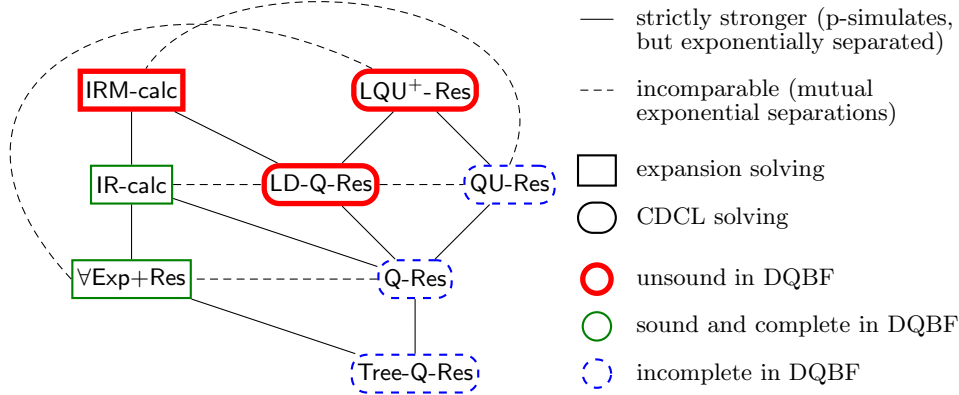 IRM-calc
LQU⁺-Res
IR-calc
LD-Q-Res
QU-Res
∀Exp+Res
Q-Res
Tree-Q-Res
strictly stronger (p-simulates,
but exponentially separated)
incomparable (mutual
exponential separations)
expansion solving
CDCL solving
unsound in DQBF
sound and complete in DQBF
incomplete in DQBF